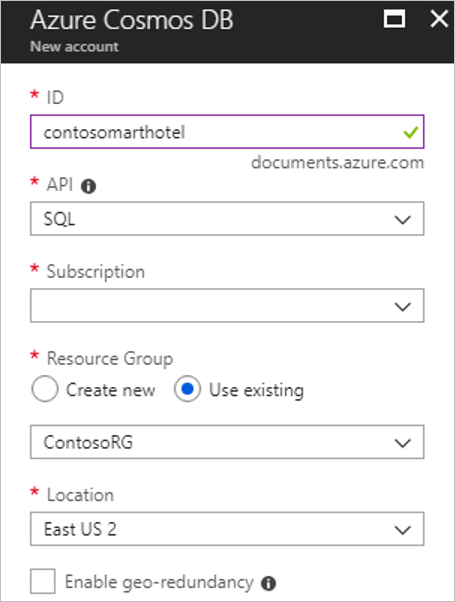 Azure Cosmos DB
New account
* ID
contosomarthotel
documents.azure.com
* API
SQL
* Subscription
* Resource Group
Create new Use existing
ContosoRG
* Location
East US 2
Enable geo-redundancy